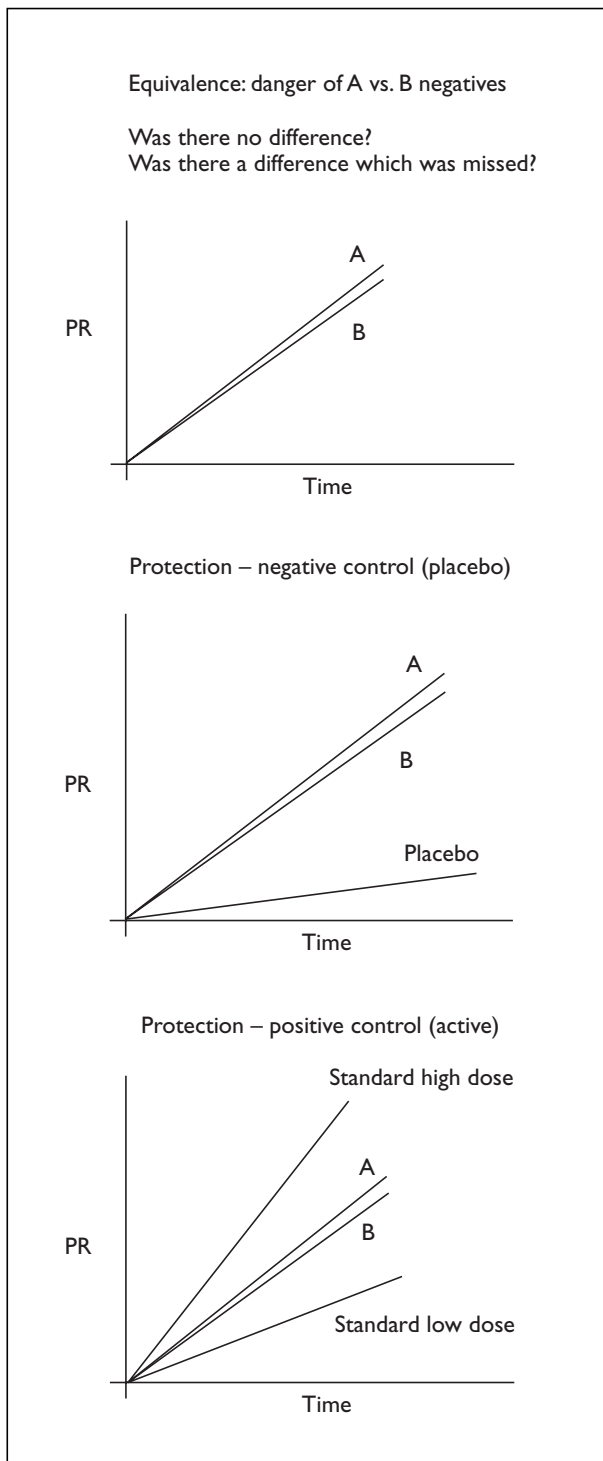 Equivalence: danger of A vs. B negatives
Was there no difference?
Was there a difference which was missed?
A
PR
B
Time
Protection – negative control (placebo)
A
B
PR
Placebo
Time
Protection – positive control (active)
Standard high dose
A
B
PR
Standard low dose
Time